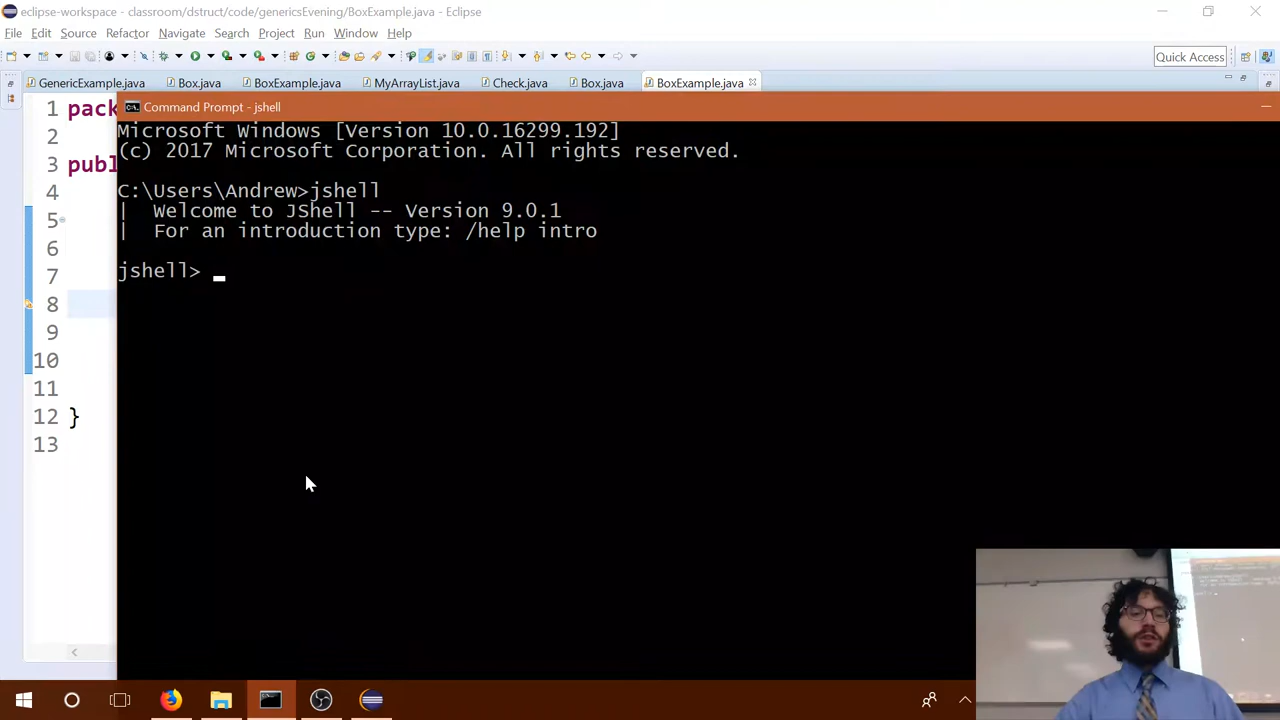 eclipse-workspace - classroom/dstruct/code/genericsEvening/BoxExample.java - Eclipse
File Edit Source Refactor Navigate Search Project Run Window Help
Quick Access
GenericExample.java Box.java BoxExample.java MyArrayList.java Check.java Box.java BoxExample.java
1 pack
2
3 publ
4
5
6
7
8
9
10
11
12 }
13
Command Prompt - jshell
Microsoft Windows [Version 10.0.16299.192]
(c) 2017 Microsoft Corporation. All rights reserved.
C:\Users\Andrew>jshell
|  Welcome to JShell -- Version 9.0.1
|  For an introduction type: /help intro
jshell> _